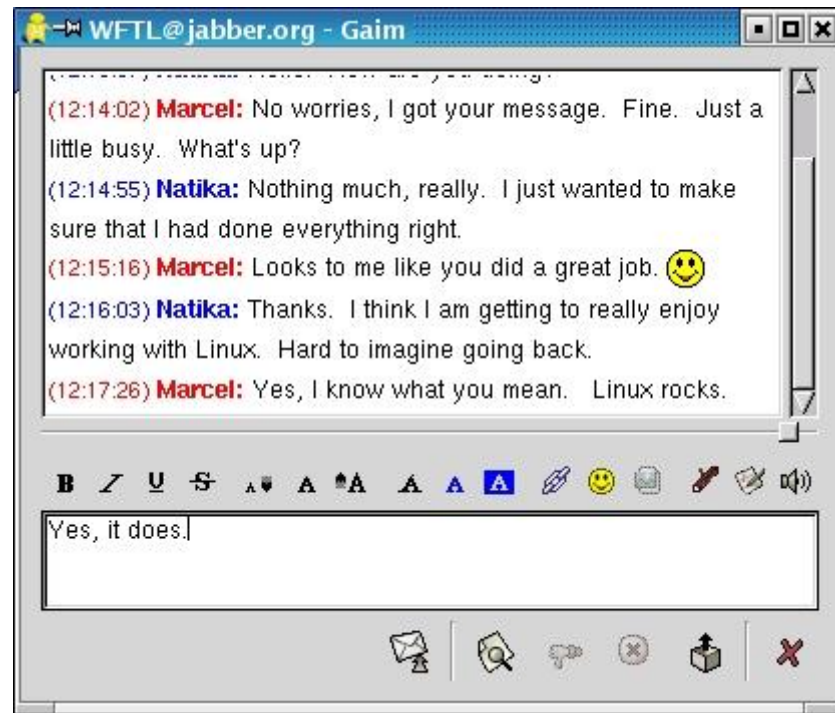 WFTL@jabber.org - Gaim
(12:14:02) Marcel: No worries, I got your message.  Fine.  Just a
little busy.  What's up?
(12:14:55) Natika: Nothing much, really.  I just wanted to make
sure that I had done everything right.
(12:15:16) Marcel: Looks to me like you did a great job.
(12:16:03) Natika: Thanks.  I think I am getting to really enjoy
working with Linux.  Hard to imagine going back.
(12:17:26) Marcel: Yes, I know what you mean.   Linux rocks.
B I U S A A A A A A
Yes, it does.